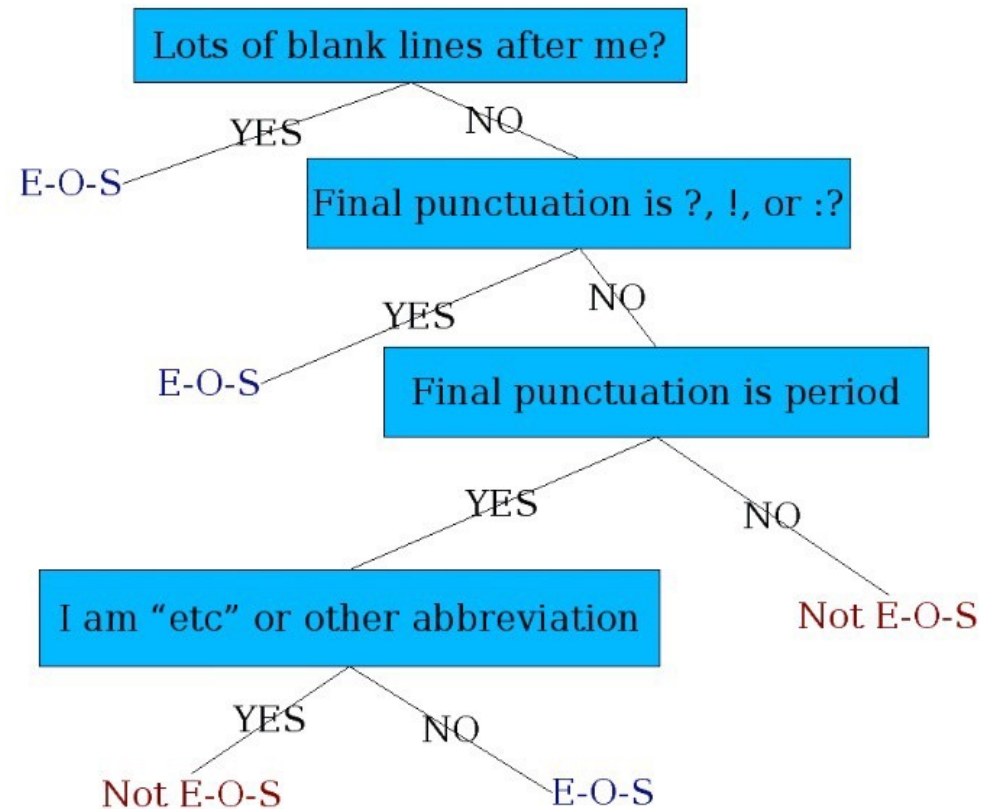 Lots of blank lines after me?
YES
NO
E-O-S
Final punctuation is ?, !, or :?
YES
NO
E-O-S
Final punctuation is period
YES
NO
I am “etc” or other abbreviation
Not E-O-S
YES
NO
Not E-O-S
E-O-S